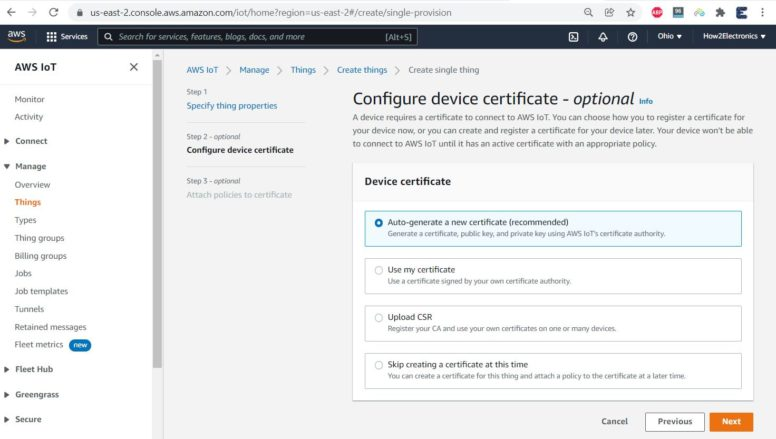 us-east-2.console.aws.amazon.com/iot/home?region=us-east-2#/create/single-provision
aws
Services
Search for services, features, blogs, docs, and more
[Alt+S]
Ohio
How2Electronics
AWS IoT
Monitor
Activity
Connect
Manage
Overview
Things
Types
Thing groups
Billing groups
Jobs
Job templates
Tunnels
Retained messages
Fleet metrics new
Fleet Hub
Greengrass
Secure
AWS IoT > Manage > Things > Create things > Create single thing
Step 1
Specify thing properties
Step 2 - optional
Configure device certificate
Step 3 - optional
Attach policies to certificate
Configure device certificate - optional Info
A device requires a certificate to connect to AWS IoT. You can choose how you to register a certificate for
your device now, or you can create and register a certificate for your device later. Your device won't be able
to connect to AWS IoT until it has an active certificate with an appropriate policy.
Device certificate
Auto-generate a new certificate (recommended)
Generate a certificate, public key, and private key using AWS IoT's certificate authority.
Use my certificate
Use a certificate signed by your own certificate authority.
Upload CSR
Register your CA and use your own certificates on one or many devices.
Skip creating a certificate at this time
You can create a certificate for this thing and attach a policy to the certificate at a later time.
Cancel
Previous
Next